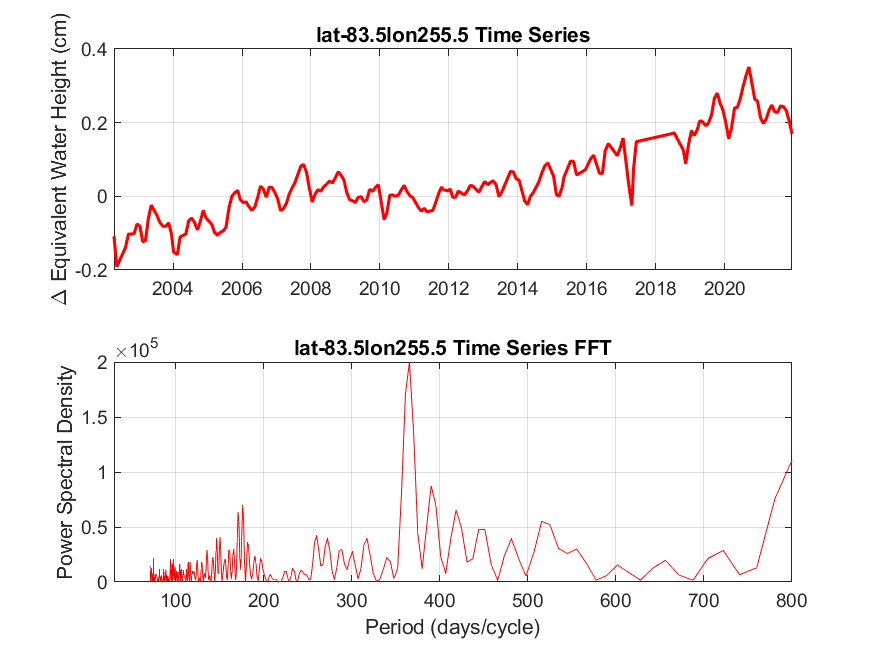 lat-83.5lon255.5 Time Series
Δ Equivalent Water Height (cm)
0.4
0.2
0
-0.2
2004 2006 2008 2010 2012 2014 2016 2018 2020
lat-83.5lon255.5 Time Series FFT
×10⁵
Power Spectral Density
2
1.5
1
0.5
0
100 200 300 400 500 600 700 800
Period (days/cycle)